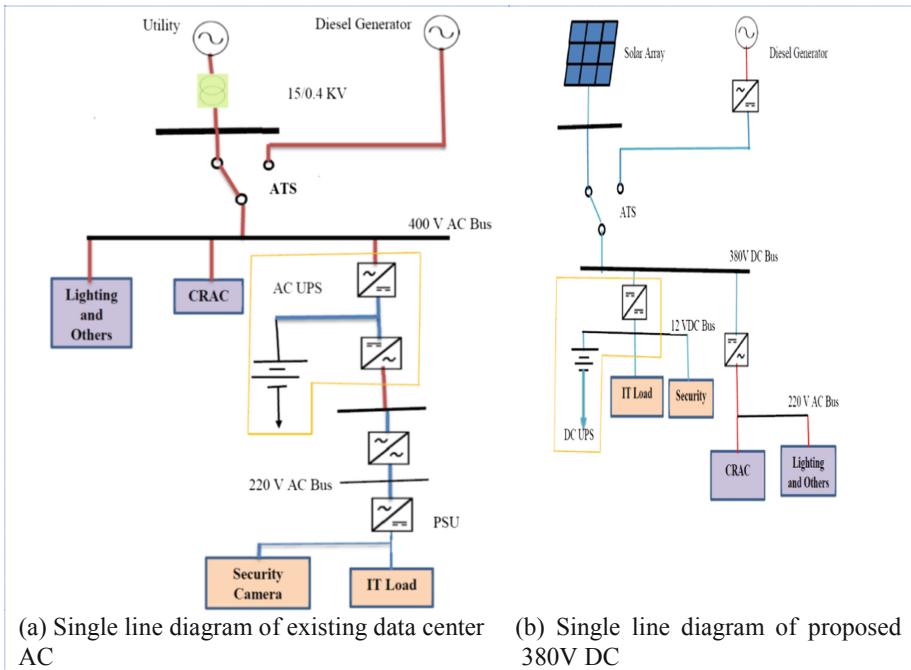 Utility
Diesel Generator
15/0.4 KV
ATS
400 V AC Bus
Lighting
and
Others
CRAC
AC UPS
220 V AC Bus
PSU
Security
Camera
IT Load
(a) Single line diagram of existing data center
AC
Solar Array
Diesel Generator
ATS
380V DC Bus
12 VDC Bus
IT Load
Security
DC UPS
220 V AC Bus
CRAC
Lighting
and Others
(b) Single line diagram of proposed
380V DC